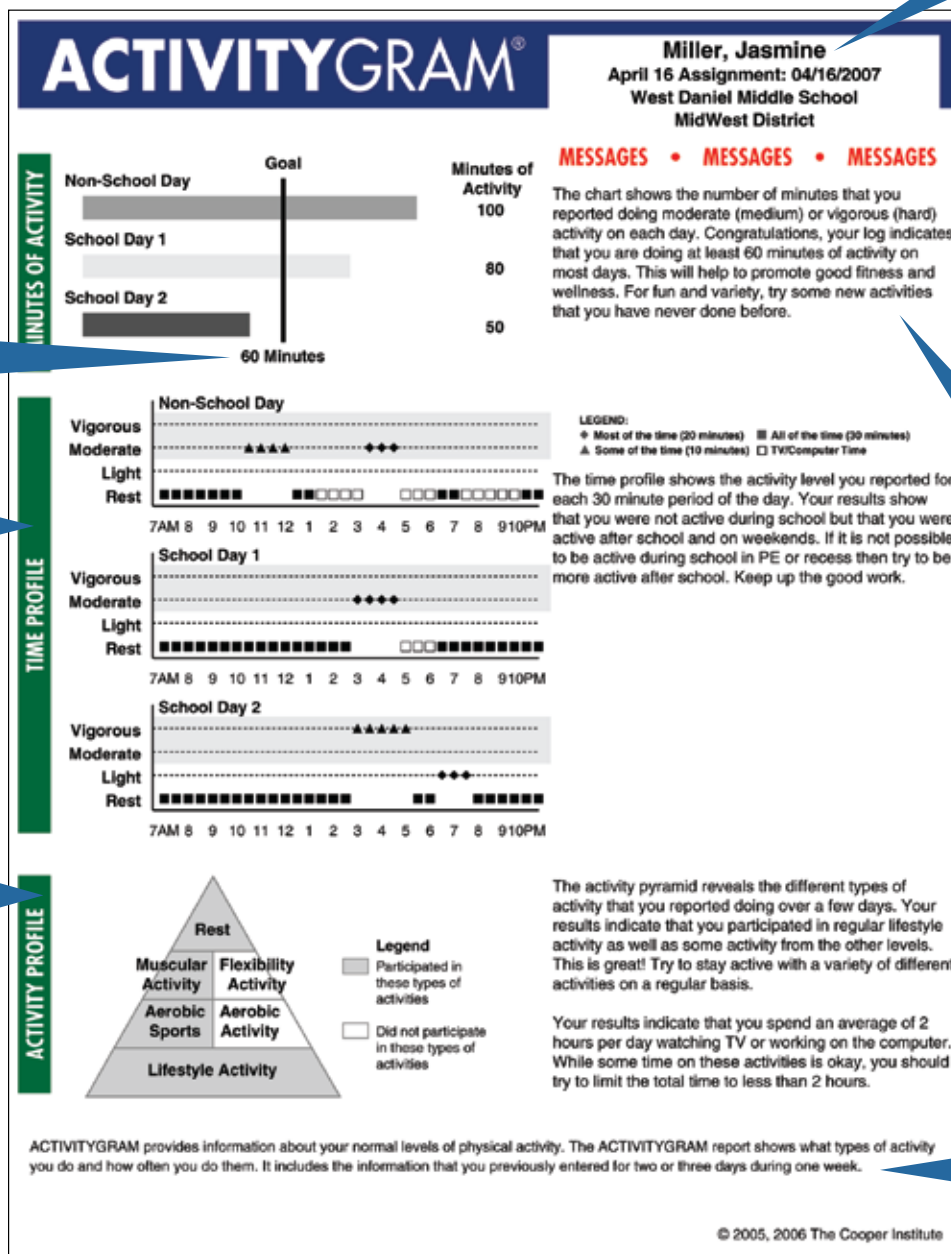 ACTIVITYGRAM®
Miller, Jasmine
April 16 Assignment: 04/16/2007
West Daniel Middle School
MidWest District
MESSAGES • MESSAGES • MESSAGES
MINUTES OF ACTIVITY
Goal
Minutes of
Activity
Non-School Day
100
School Day 1
80
School Day 2
50
60 Minutes
The chart shows the number of minutes that you
reported doing moderate (medium) or vigorous (hard)
activity on each day. Congratulations, your log indicates
that you are doing at least 60 minutes of activity on
most days. This will help to promote good fitness and
wellness. For fun and variety, try some new activities
that you have never done before.
TIME PROFILE
Non-School Day
Vigorous
Moderate
Light
Rest
7AM 8 9 10 11 12 1 2 3 4 5 6 7 8 9 10PM
School Day 1
Vigorous
Moderate
Light
Rest
7AM 8 9 10 11 12 1 2 3 4 5 6 7 8 9 10PM
School Day 2
Vigorous
Moderate
Light
Rest
7AM 8 9 10 11 12 1 2 3 4 5 6 7 8 9 10PM
LEGEND:
◆ Most of the time (20 minutes) ■ All of the time (30 minutes)
▲ Some of the time (10 minutes) □ TV/Computer Time
The time profile shows the activity level you reported for
each 30 minute period of the day. Your results show
that you were not active during school but that you were
active after school and on weekends. If it is not possible
to be active during school in PE or recess then try to be
more active after school. Keep up the good work.
ACTIVITY PROFILE
Rest
Muscular Activity
Flexibility Activity
Aerobic Sports
Aerobic Activity
Lifestyle Activity
Legend
Participated in
these types of
activities
Did not participate
in these types of
activities
The activity pyramid reveals the different types of
activity that you reported doing over a few days. Your
results indicate that you participated in regular lifestyle
activity as well as some activity from the other levels.
This is great! Try to stay active with a variety of different
activities on a regular basis.
Your results indicate that you spend an average of 2
hours per day watching TV or working on the computer.
While some time on these activities is okay, you should
try to limit the total time to less than 2 hours.
ACTIVITYGRAM provides information about your normal levels of physical activity. The ACTIVITYGRAM report shows what types of activity
you do and how often you do them. It includes the information that you previously entered for two or three days during one week.
© 2005, 2006 The Cooper Institute